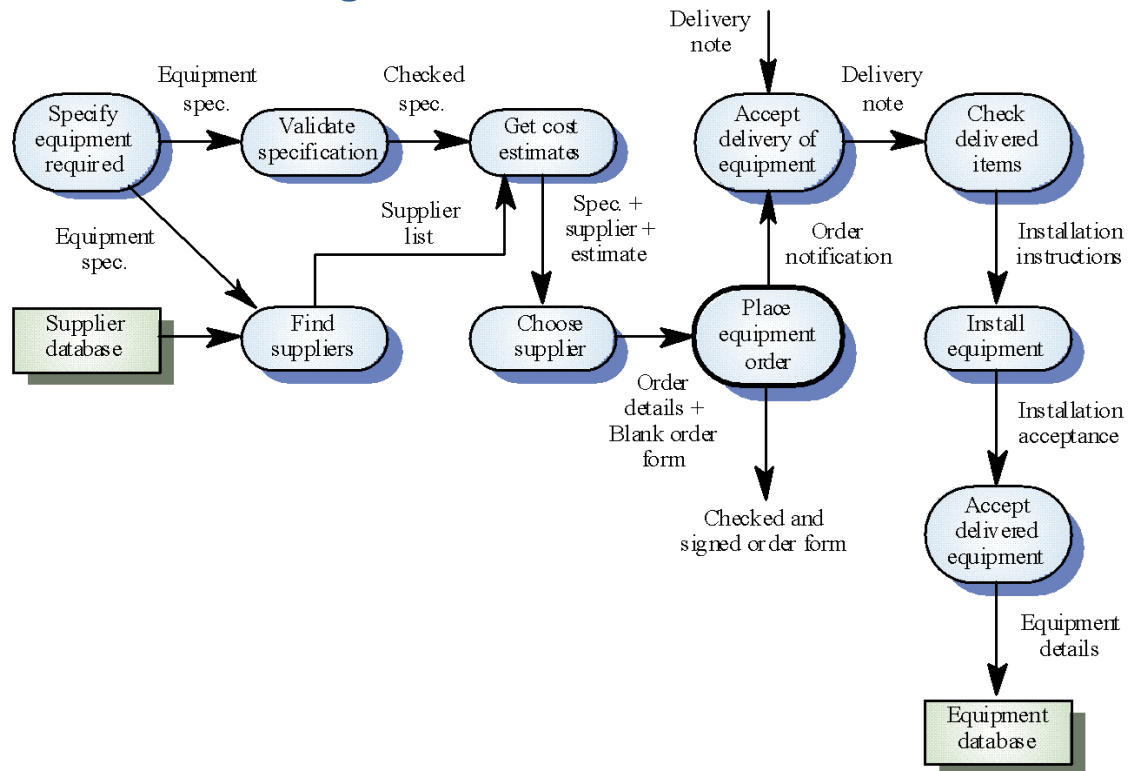 Delivery
note
Equipment
spec.
Checked
spec.
Delivery
note
Specify
equipment
required
Validate
specification
Get cost
estimates
Accept
delivery of
equipment
Check
delivered
items
Equipment
spec.
Supplier
list
Spec. +
supplier +
estimate
Order
notification
Installation
instructions
Supplier
database
Find
suppliers
Choose
supplier
Place
equipment
order
Install
equipment
Order
details +
Blank order
form
Installation
acceptance
Checked and
signed order form
Accept
delivered
equipment
Equipment
details
Equipment
database